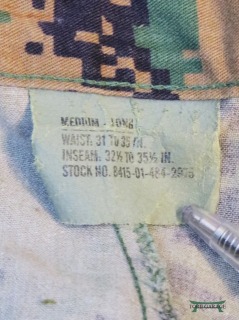 MEDIUM - LONG
WAIST: 31 TO 35 IN.
INSEAM: 32½ TO 35½ IN.
STOCK NO. 8415-01-484-